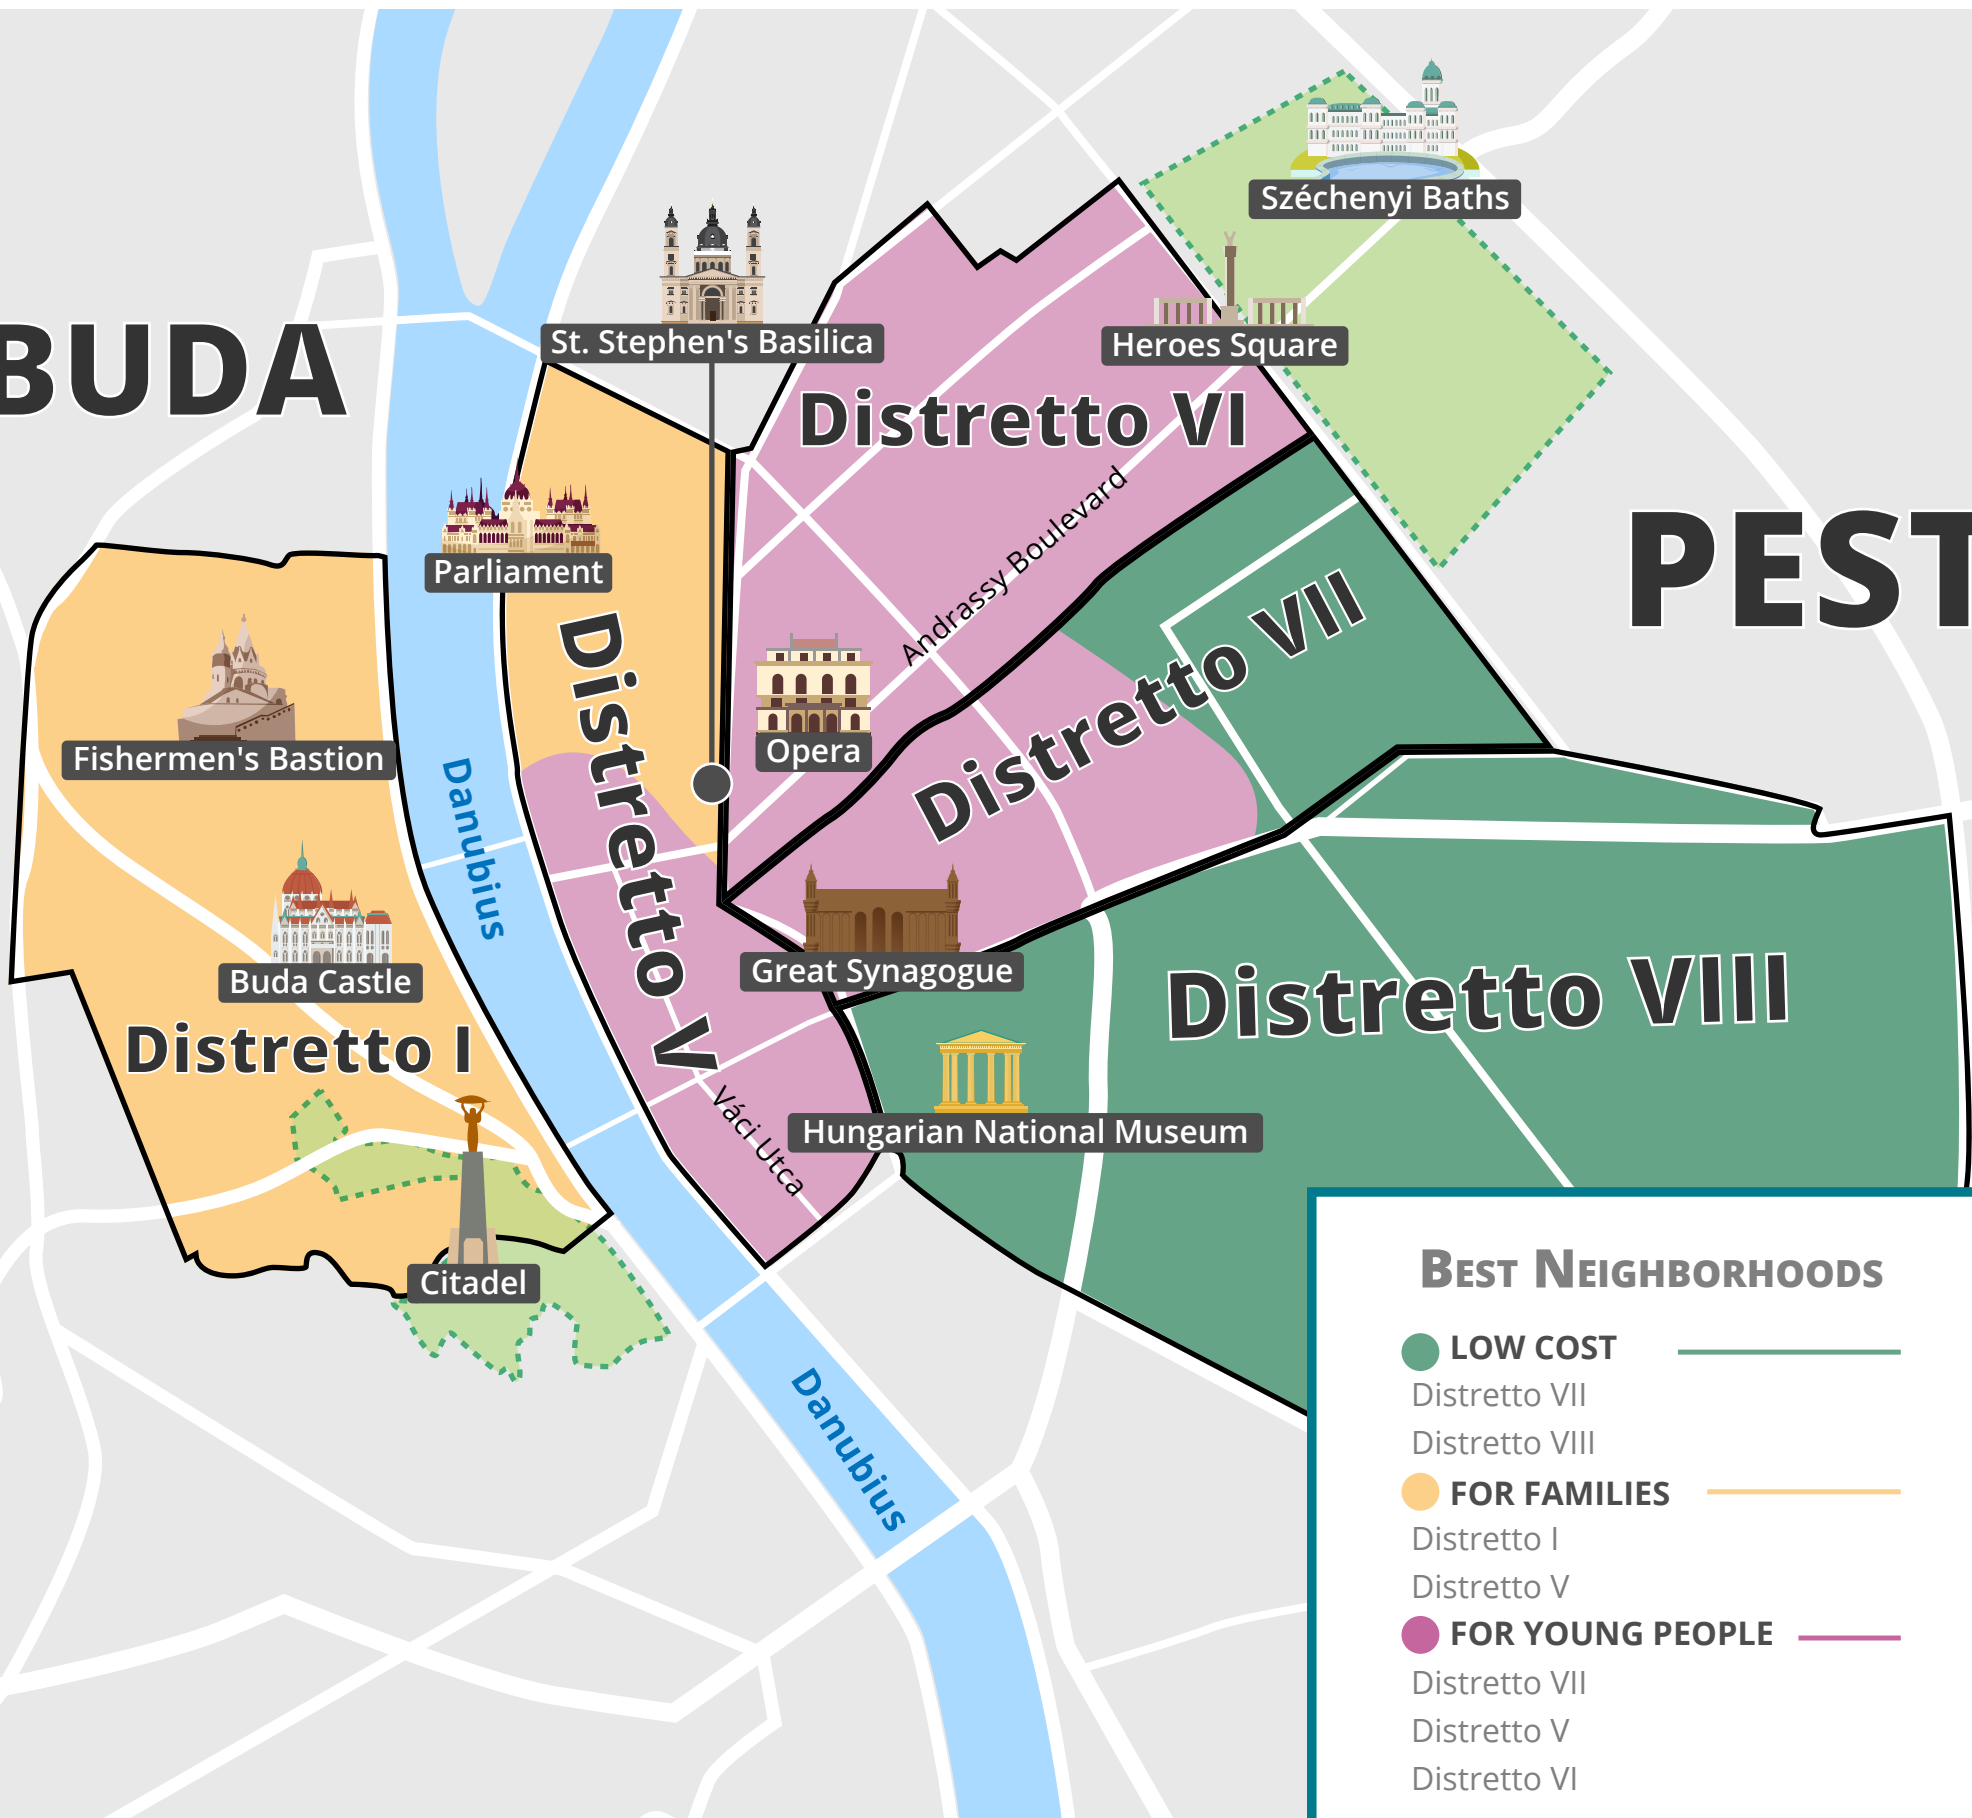 Széchenyi Baths
St. Stephen's Basilica
Heroes Square
BUDA
Distretto VI
Andrassy Boulevard
PEST
Parliament
Distretto VII
Distretto V
Opera
Fishermen's Bastion
Danubius
Great Synagogue
Buda Castle
Distretto I
Distretto VIII
Hungarian National Museum
Váci Utca
Citadel
Danubius
BEST NEIGHBORHOODS
LOW COST
Distretto VII
Distretto VIII
FOR FAMILIES
Distretto I
Distretto V
FOR YOUNG PEOPLE
Distretto VII
Distretto V
Distretto VI